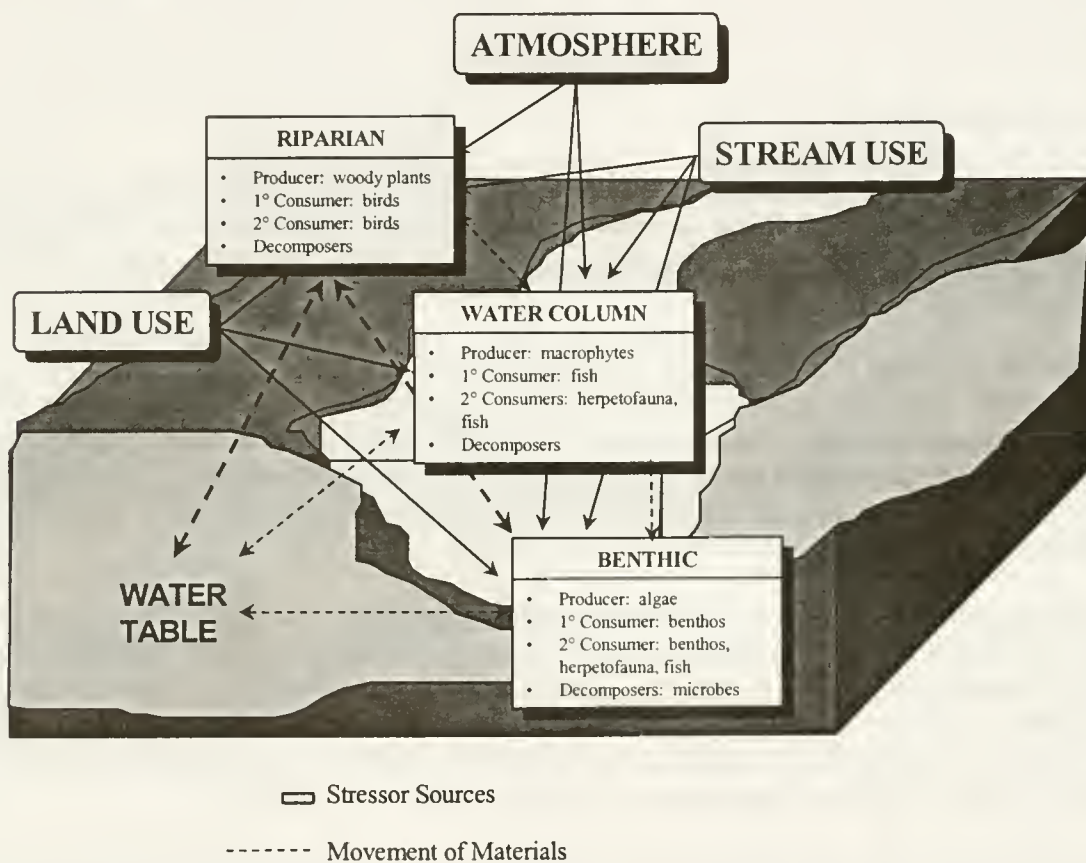 ATMOSPHERE
RIPARIAN
• Producer: woody plants
• 1° Consumer: birds
• 2° Consumer: birds
• Decomposers
STREAM USE
LAND USE
WATER COLUMN
• Producer: macrophytes
• 1° Consumer: fish
• 2° Consumers: herpetofauna,
fish
• Decomposers
WATER
TABLE
BENTHIC
• Producer: algae
• 1° Consumer: benthos
• 2° Consumer: benthos,
herpetofauna, fish
• Decomposers: microbes
Stressor Sources
Movement of Materials